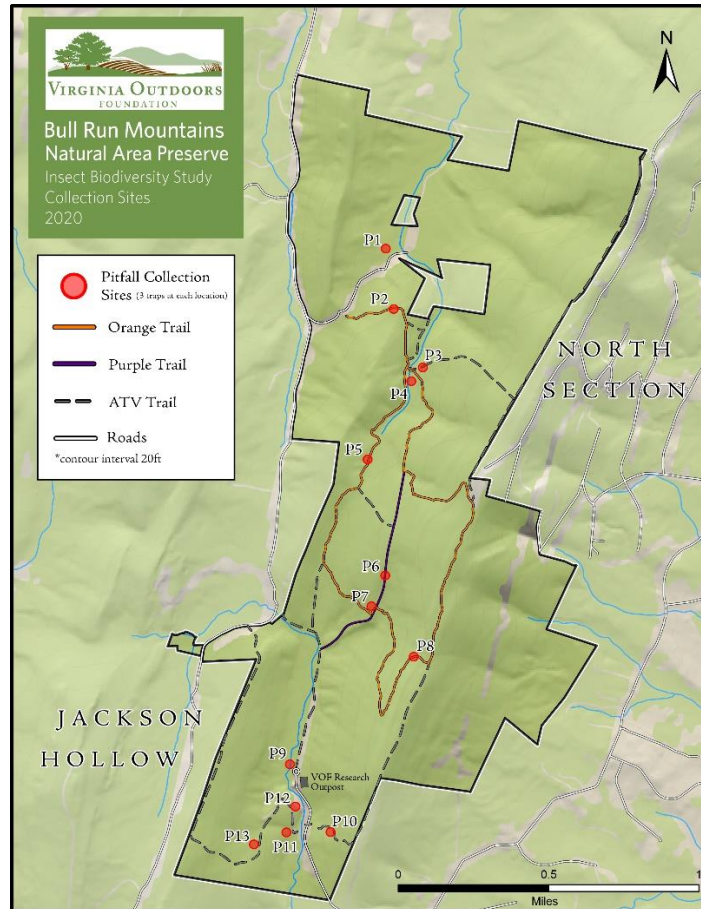 VIRGINIA OUTDOORS
FOUNDATION
Bull Run Mountains
Natural Area Preserve
Insect Biodiversity Study
Collection Sites
2020
N
Pitfall Collection
Sites (3 traps at each location)
Orange Trail
Purple Trail
ATV Trail
Roads
*contour interval 20ft
P1
P2
P3
P4
NORTH
SECTION
P5
P6
P7
P8
JACKSON
HOLLOW
P9
VOF Research
Outpost
P12
P13
P11
P10
0
0.5
1
Miles